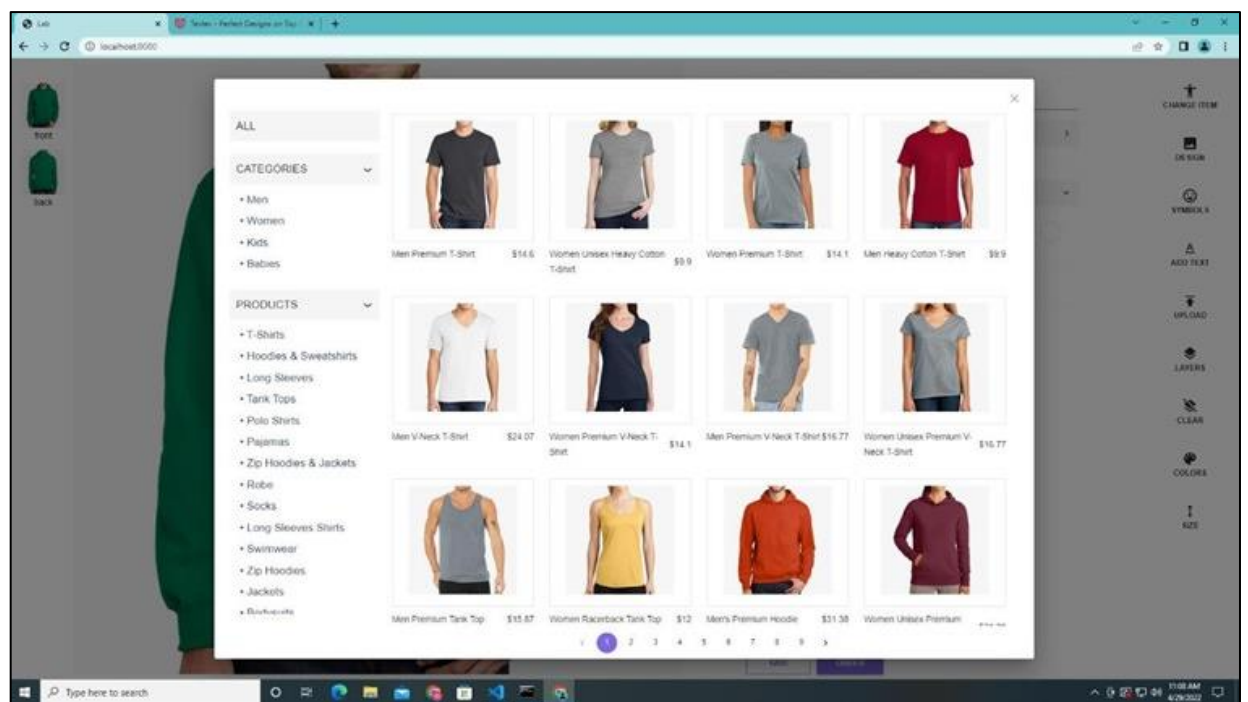 Lab
localhost:0000
front
back
ALL
CATEGORIES
• Men
• Women
• Kids
• Babies
PRODUCTS
• T-Shirts
• Hoodies & Sweatshirts
• Long Sleeves
• Tank Tops
• Polo Shirts
• Pajamas
• Zip Hoodies & Jackets
• Robe
• Socks
• Long Sleeves Shirts
• Swimwear
• Zip Hoodies
• Jackets
• Bodysuits
Men Premium T-Shirt $14.6
Women Unisex Heavy Cotton
T-Shirt $9.9
Women Premium T-Shirt $14.1
Men Heavy Cotton T-Shirt $9.9
Men V-Neck T-Shirt $24.07
Women Premium V-Neck T-
Shirt $14.1
Men Premium V-Neck T-Shirt $16.77
Women Unisex Premium V-
Neck T-Shirt $16.77
Men Premium Tank Top $15.87
Women Racerback Tank Top $12
Men's Premium Hoodie $31.38
Women Unisex Premium
1 2 3 4 5 6 7 8 9
CHANGE ITEM
DESIGN
SYMBOLS
ADD TEXT
UPLOAD
LAYERS
CLEAR
COLORS
SIZE
Type here to search
11:08 AM
4/29/2022